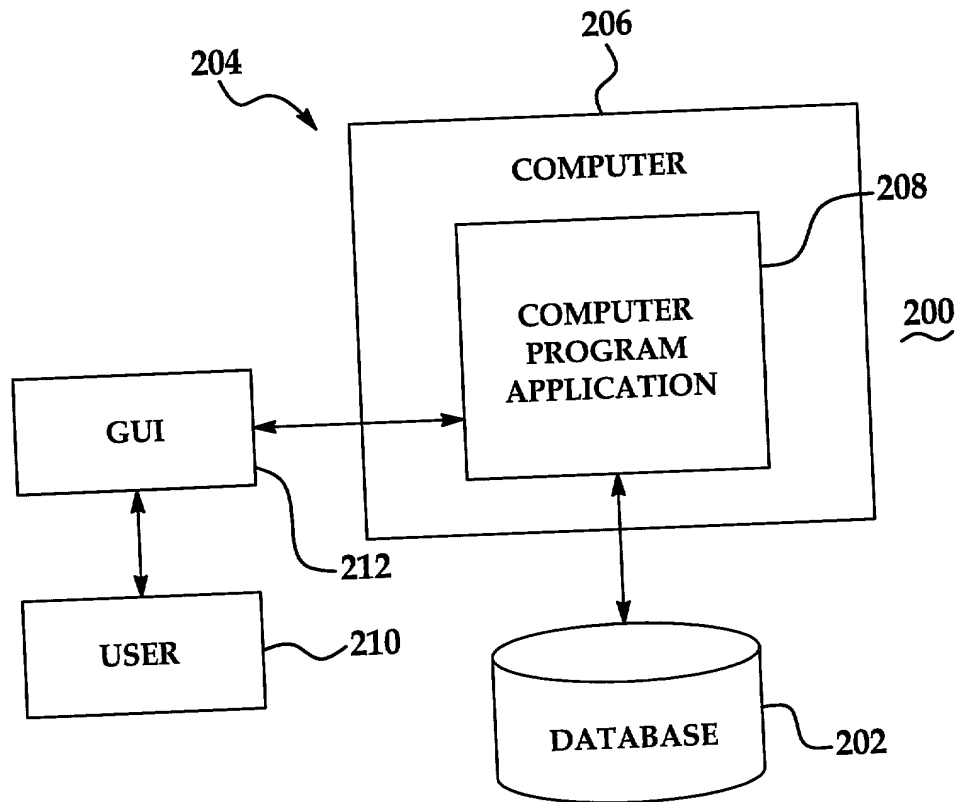 206
204
COMPUTER
208
COMPUTER
PROGRAM
APPLICATION
200
GUI
212
USER
210
DATABASE
202